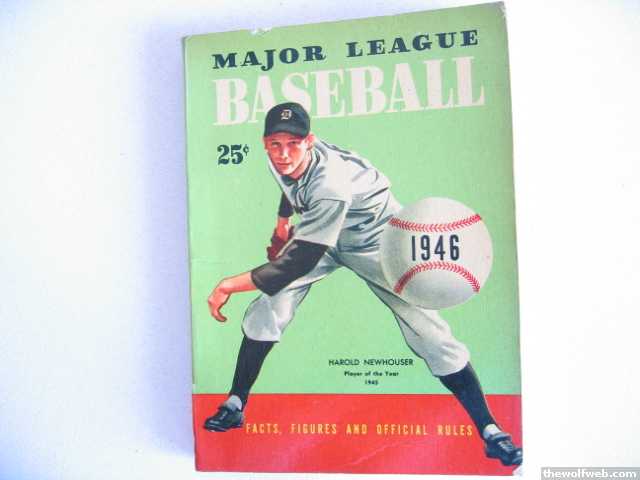 MAJOR LEAGUE
BASEBALL
D
25¢
1946
HAROLD NEWHOUSER
Player of the Year
1945
FACTS, FIGURES AND OFFICIAL RULES
thewolfweb.com